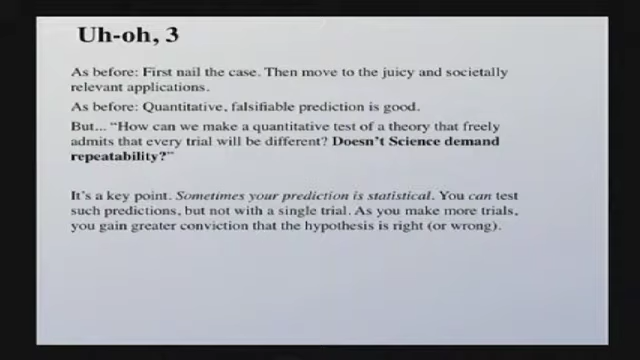 Uh-oh, 3
As before: First nail the case. Then move to the juicy and societally
relevant applications.
As before: Quantitative, falsifiable prediction is good.
But... “How can we make a quantitative test of a theory that freely
admits that every trial will be different? Doesn’t Science demand
repeatability?”
It’s a key point. Sometimes your prediction is statistical. You can test
such predictions, but not with a single trial. As you make more trials,
you gain greater conviction that the hypothesis is right (or wrong).